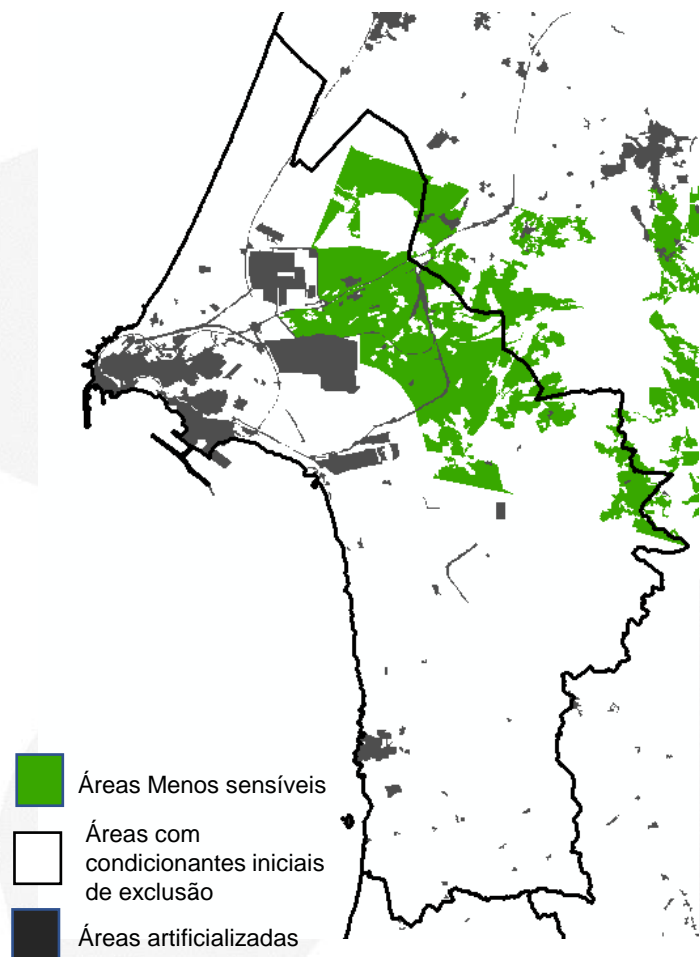 Áreas Menos sensíveis
Áreas com
condicionantes iniciais
de exclusão
Áreas artificializadas